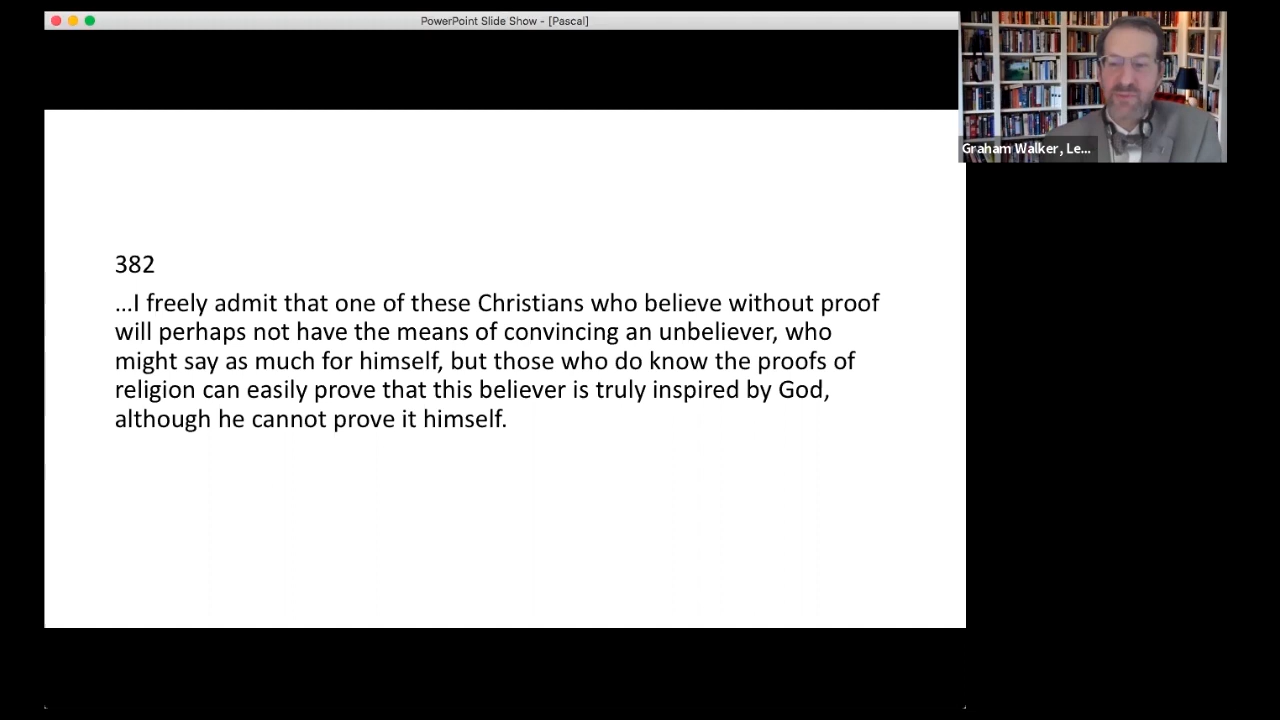 PowerPoint Slide Show - [Pascal]
Graham Walker, Le...
382
...I freely admit that one of these Christians who believe without proof
will perhaps not have the means of convincing an unbeliever, who
might say as much for himself, but those who do know the proofs of
religion can easily prove that this believer is truly inspired by God,
although he cannot prove it himself.